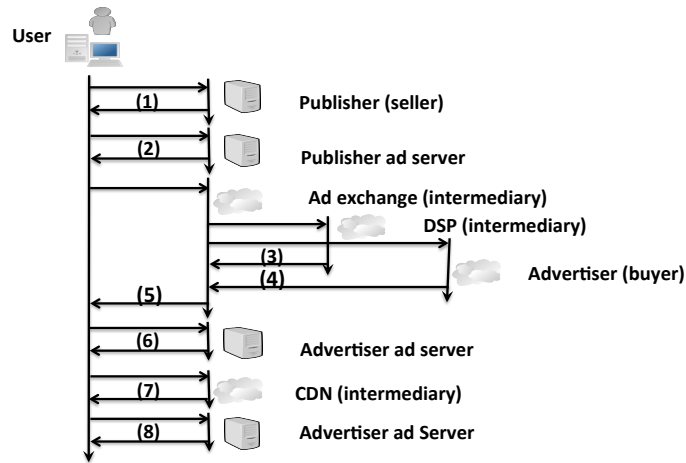 User
(1)
Publisher (seller)
(2)
Publisher ad server
Ad exchange (intermediary)
DSP (intermediary)
(3)
(4)
Advertiser (buyer)
(5)
(6)
Advertiser ad server
(7)
CDN (intermediary)
(8)
Advertiser ad Server